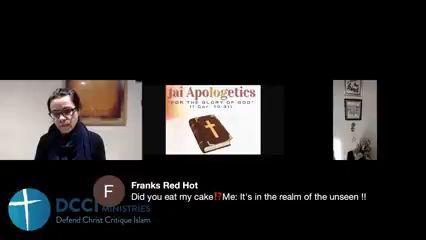 Jaî Apologetics
"FOR THE GLORY OF GOD"
(1 Cor 10:31)
F
Franks Red Hot
Did you eat my cake⁉️Me: It's in the realm of the unseen !!
DCCI
MINISTRIES
Defend Christ Critique Islam